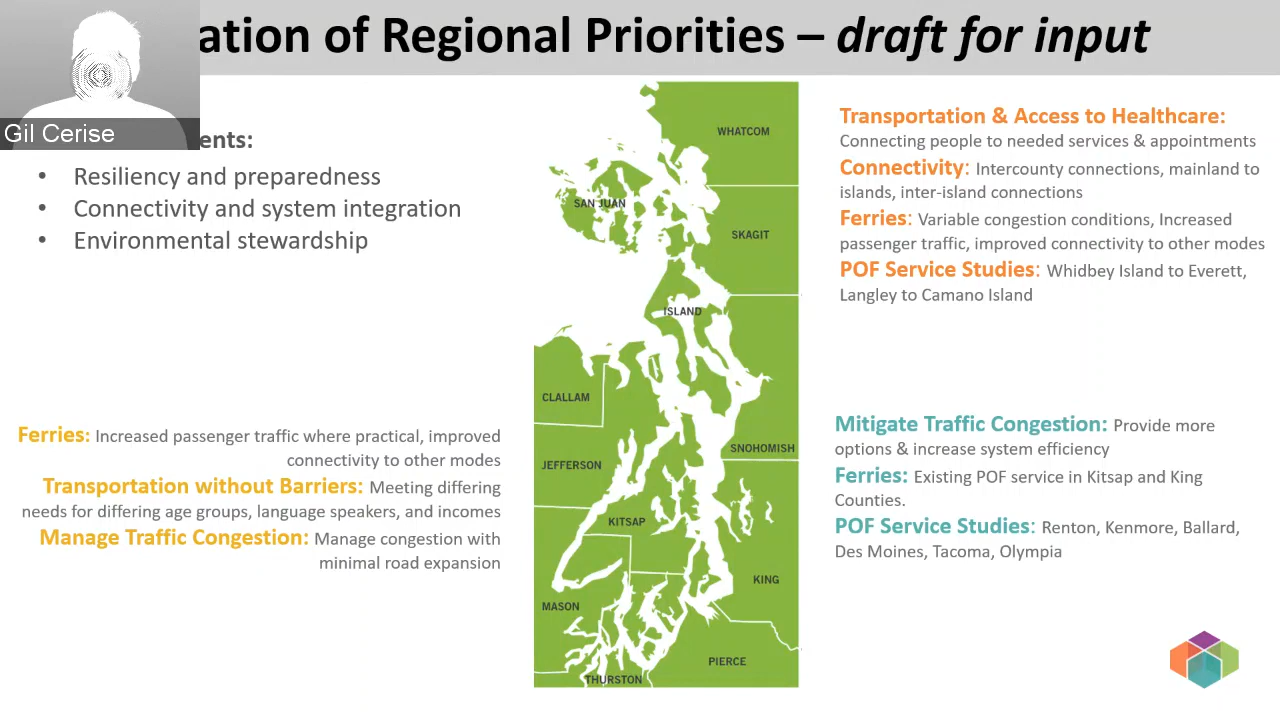 ation of Regional Priorities – draft for input
Gil Cerise
ents:
• Resiliency and preparedness
• Connectivity and system integration
• Environmental stewardship
Ferries: Increased passenger traffic where practical, improved
connectivity to other modes
Transportation without Barriers: Meeting differing
needs for differing age groups, language speakers, and incomes
Manage Traffic Congestion: Manage congestion with
minimal road expansion
WHATCOM
SAN JUAN
SKAGIT
ISLAND
CLALLAM
SNOHOMISH
JEFFERSON
KITSAP
KING
MASON
PIERCE
THURSTON
Transportation & Access to Healthcare:
Connecting people to needed services & appointments
Connectivity: Intercounty connections, mainland to
islands, inter-island connections
Ferries: Variable congestion conditions, Increased
passenger traffic, improved connectivity to other modes
POF Service Studies: Whidbey Island to Everett,
Langley to Camano Island
Mitigate Traffic Congestion: Provide more
options & increase system efficiency
Ferries: Existing POF service in Kitsap and King
Counties.
POF Service Studies: Renton, Kenmore, Ballard,
Des Moines, Tacoma, Olympia